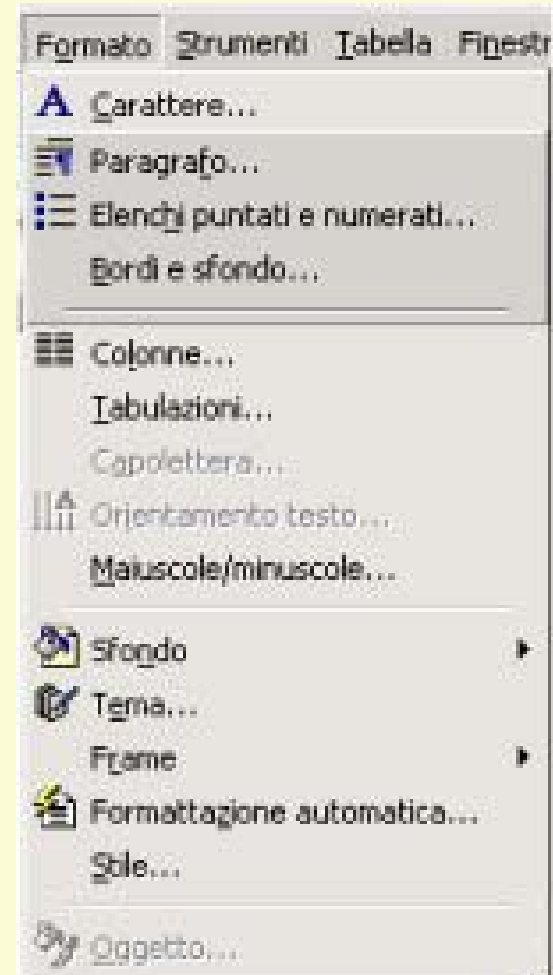 Formato Strumenti Tabella Finestr
Carattere...
Paragrafo...
Elenchi puntati e numerati...
Bordi e sfondo...
Colonne...
Tabulazioni...
Capolettera...
Orientamento testo...
Maiuscole/minuscole...
Sfondo
Tema...
Frame
Formattazione automatica...
Stile...
Oggetto...